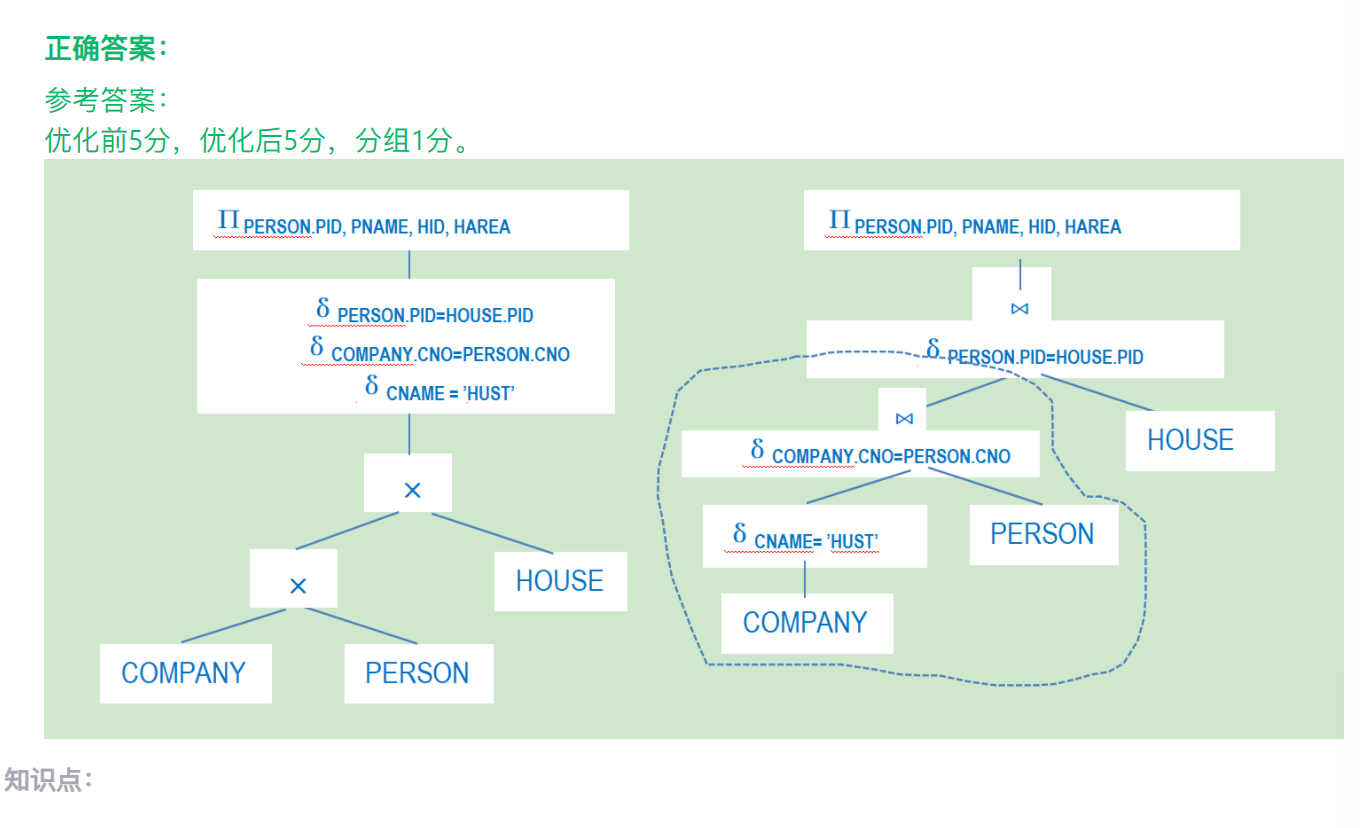 正确答案：
参考答案：
优化前5分，优化后5分，分组1分。
Π PERSON.PID, PNAME, HID, HAREA
δ PERSON.PID=HOUSE.PID
δ COMPANY.CNO=PERSON.CNO
δ CNAME = ’HUST’
×
×
HOUSE
COMPANY
PERSON
Π PERSON.PID, PNAME, HID, HAREA
⋈
δ PERSON.PID=HOUSE.PID
⋈
HOUSE
δ COMPANY.CNO=PERSON.CNO
δ CNAME= ’HUST’
PERSON
COMPANY
知识点：